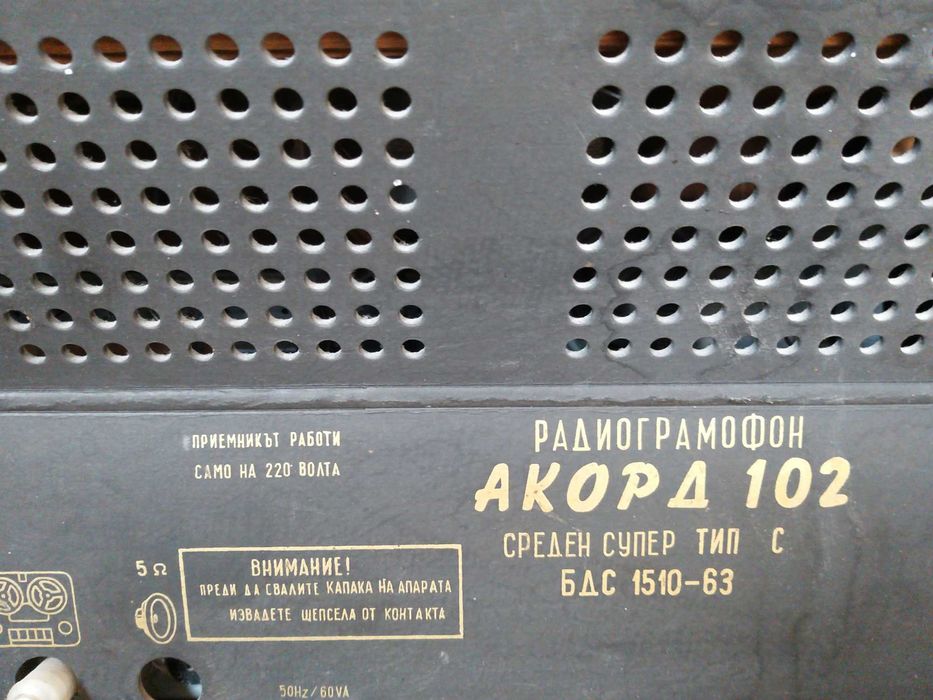 ПРИЕМНИКЪТ РАБОТИ
САМО НА 220 ВОЛТА
РАДИОГРАМОФОН
АКОРД 102
СРЕДЕН СУПЕР ТИП С
БДС 1510-63
5 Ω
ВНИМАНИЕ!
ПРЕДИ ДА СВАЛИТЕ КАПАКА НА АПАРАТА
ИЗВАДЕТЕ ЩЕПСЕЛА ОТ КОНТАКТА
50Hz/60VA